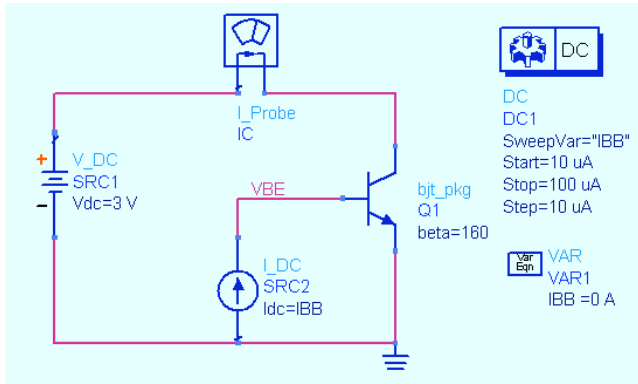 I_Probe
IC
+
V_DC
SRC1
Vdc=3 V
-
VBE
I_DC
SRC2
Idc=IBB
bjt_pkg
Q1
beta=160
DC
DC
DC1
SweepVar="IBB"
Start=10 uA
Stop=100 uA
Step=10 uA
Var
Eqn
VAR
VAR1
IBB =0 A